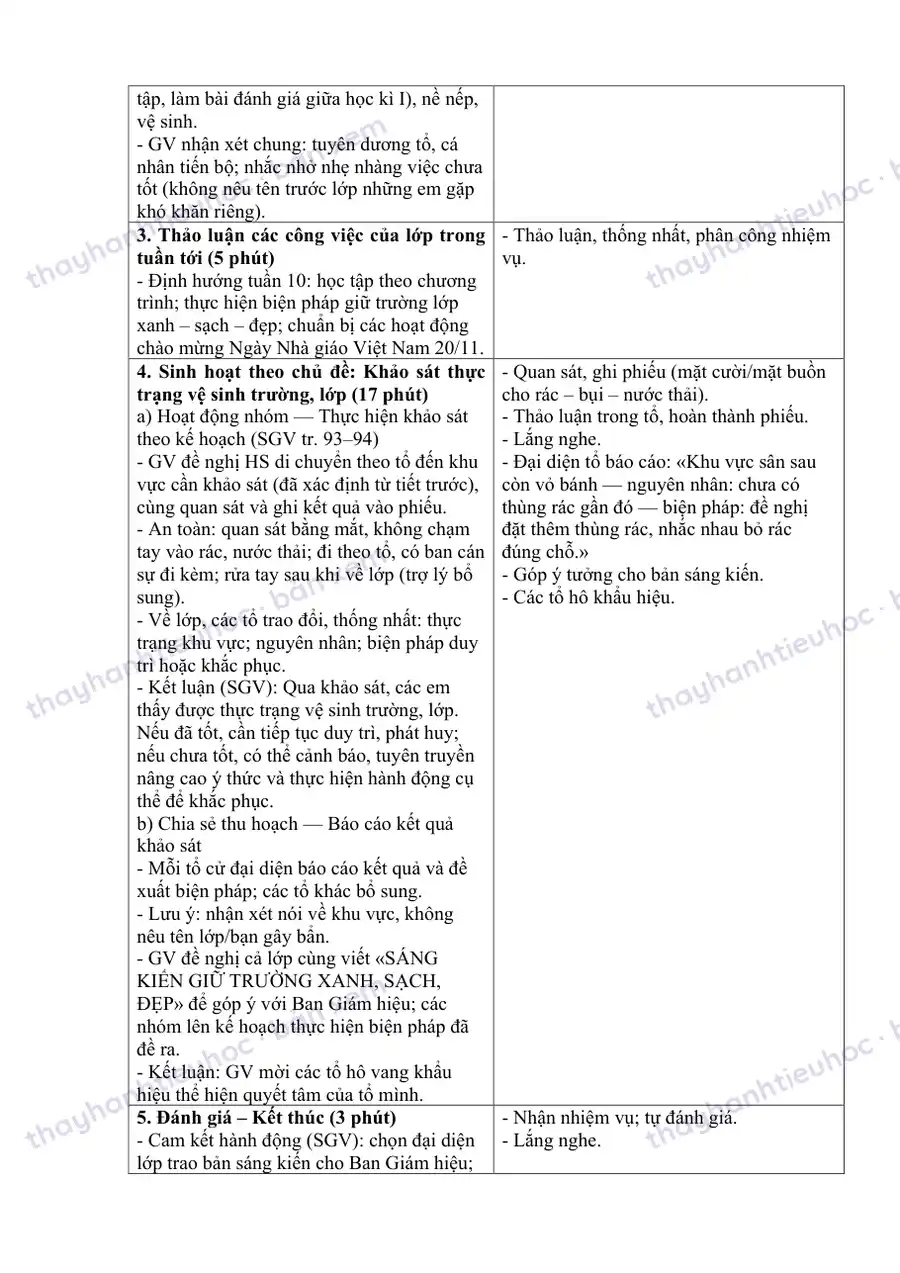 tập, làm bài đánh giá giữa học kì I), nề nếp,
vệ sinh.
- GV nhận xét chung: tuyên dương tổ, cá
nhân tiến bộ; nhắc nhở nhẹ nhàng việc chưa
tốt (không nêu tên trước lớp những em gặp
khó khăn riêng).
3. Thảo luận các công việc của lớp trong
tuần tới (5 phút)
- Định hướng tuần 10: học tập theo chương
trình; thực hiện biện pháp giữ trường lớp
xanh – sạch – đẹp; chuẩn bị các hoạt động
chào mừng Ngày Nhà giáo Việt Nam 20/11.
- Thảo luận, thống nhất, phân công nhiệm
vụ.
4. Sinh hoạt theo chủ đề: Khảo sát thực
trạng vệ sinh trường, lớp (17 phút)
a) Hoạt động nhóm — Thực hiện khảo sát
theo kế hoạch (SGV tr. 93–94)
- GV đề nghị HS di chuyển theo tổ đến khu
vực cần khảo sát (đã xác định từ tiết trước),
cùng quan sát và ghi kết quả vào phiếu.
- An toàn: quan sát bằng mắt, không chạm
tay vào rác, nước thải; đi theo tổ, có ban cán
sự đi kèm; rửa tay sau khi về lớp (trợ lý bổ
sung).
- Về lớp, các tổ trao đổi, thống nhất: thực
trạng khu vực; nguyên nhân; biện pháp duy
trì hoặc khắc phục.
- Kết luận (SGV): Qua khảo sát, các em
thấy được thực trạng vệ sinh trường, lớp.
Nếu đã tốt, cần tiếp tục duy trì, phát huy;
nếu chưa tốt, có thể cảnh báo, tuyên truyền
nâng cao ý thức và thực hiện hành động cụ
thể để khắc phục.
b) Chia sẻ thu hoạch — Báo cáo kết quả
khảo sát
- Mỗi tổ cử đại diện báo cáo kết quả và đề
xuất biện pháp; các tổ khác bổ sung.
- Lưu ý: nhận xét nói về khu vực, không
nêu tên lớp/bạn gây bẩn.
- GV đề nghị cả lớp cùng viết «SÁNG
KIẾN GIỮ TRƯỜNG XANH, SẠCH,
ĐẸP» để góp ý với Ban Giám hiệu; các
nhóm lên kế hoạch thực hiện biện pháp đã
đề ra.
- Kết luận: GV mời các tổ hô vang khẩu
hiệu thể hiện quyết tâm của tổ mình.
- Quan sát, ghi phiếu (mặt cười/mặt buồn
cho rác – bụi – nước thải).
- Thảo luận trong tổ, hoàn thành phiếu.
- Lắng nghe.
- Đại diện tổ báo cáo: «Khu vực sân sau
còn vỏ bánh — nguyên nhân: chưa có
thùng rác gần đó — biện pháp: đề nghị
đặt thêm thùng rác, nhắc nhau bỏ rác
đúng chỗ.»
- Góp ý tưởng cho bản sáng kiến.
- Các tổ hô khẩu hiệu.
5. Đánh giá – Kết thúc (3 phút)
- Cam kết hành động (SGV): chọn đại diện
lớp trao bản sáng kiến cho Ban Giám hiệu;
- Nhận nhiệm vụ; tự đánh giá.
- Lắng nghe.
thayhanhtieuhoc · bản xem
thayhanhtieuhoc · b
thayhanhtieuhoc · bản xem
thayhanhtieuhoc · b
thayhanhtieuhoc · bản xem
thayhanhtieuhoc · b